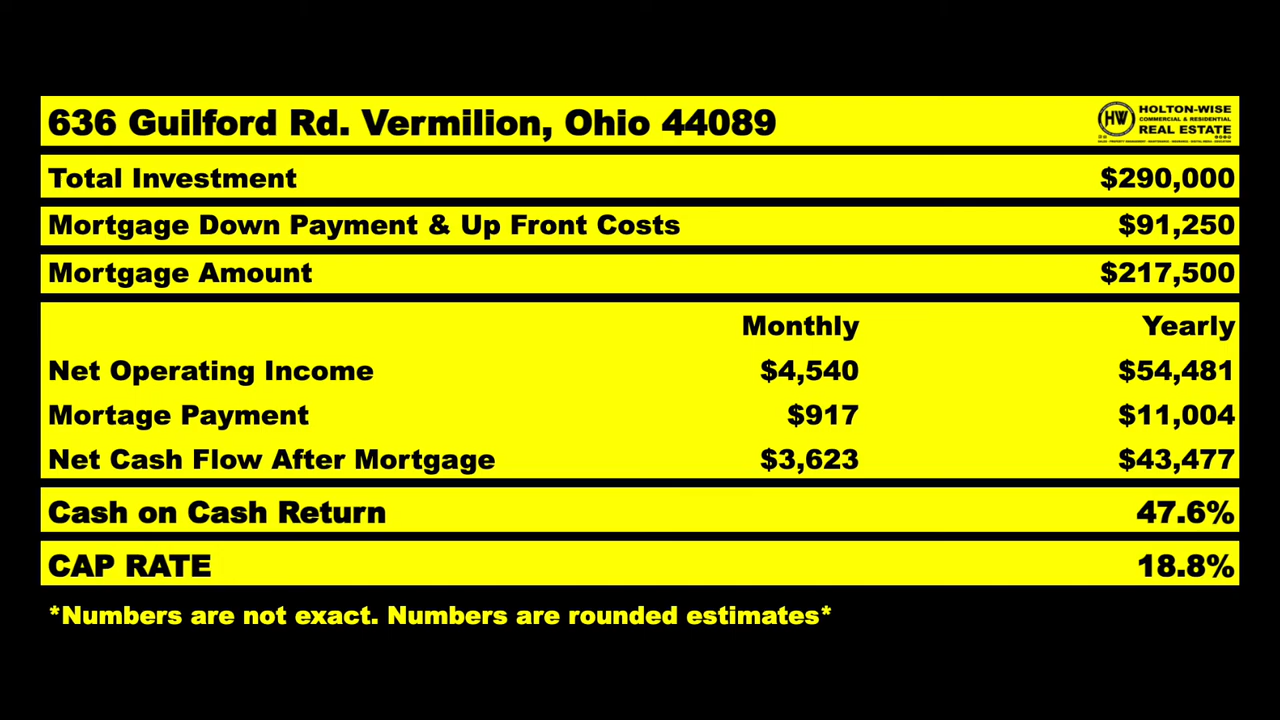 636 Guilford Rd. Vermilion, Ohio 44089
HOLTON-WISE
COMMERCIAL & RESIDENTIAL
REAL ESTATE
HW
Total Investment $290,000
Mortgage Down Payment & Up Front Costs $91,250
Mortgage Amount $217,500
Monthly Yearly
Net Operating Income $4,540 $54,481
Mortage Payment $917 $11,004
Net Cash Flow After Mortgage $3,623 $43,477
Cash on Cash Return 47.6%
CAP RATE 18.8%
*Numbers are not exact. Numbers are rounded estimates*